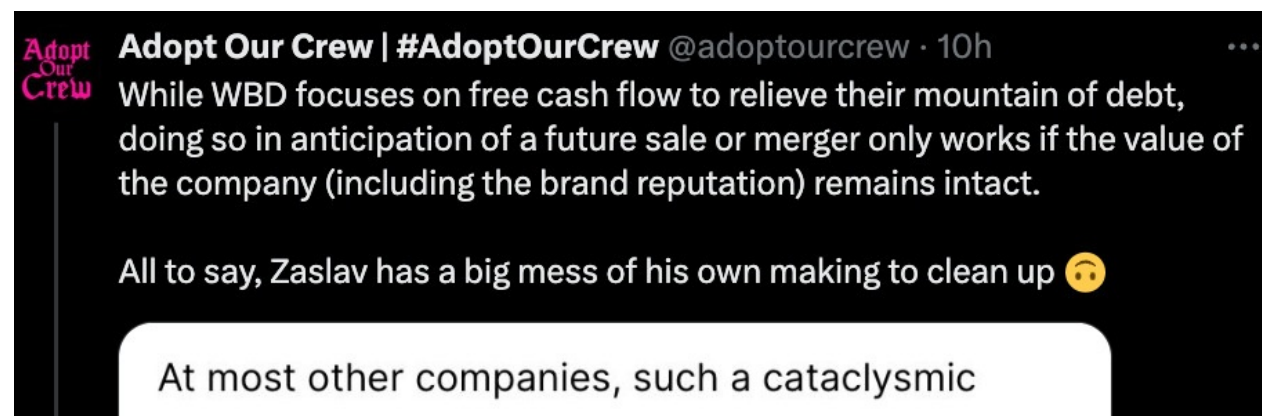 Adopt
Our
Crew
Adopt Our Crew | #AdoptOurCrew @adoptourcrew · 10h
While WBD focuses on free cash flow to relieve their mountain of debt,
doing so in anticipation of a future sale or merger only works if the value of
the company (including the brand reputation) remains intact.
All to say, Zaslav has a big mess of his own making to clean up 🙃
At most other companies, such a cataclysmic